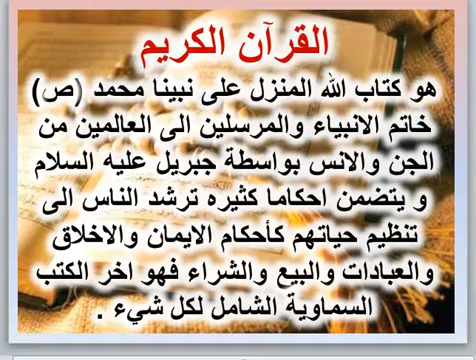 القرآن الكريم
هو كتاب الله المنزل على نبينا محمد (ص)
خاتم الانبياء والمرسلين الى العالمين من
الجن والانس بواسطة جبريل عليه السلام
و يتضمن احكاما كثيره ترشد الناس الى
تنظيم حياتهم كأحكام الايمان والاخلاق
والعبادات والبيع والشراء فهو اخر الكتب
السماوية الشامل لكل شيء .